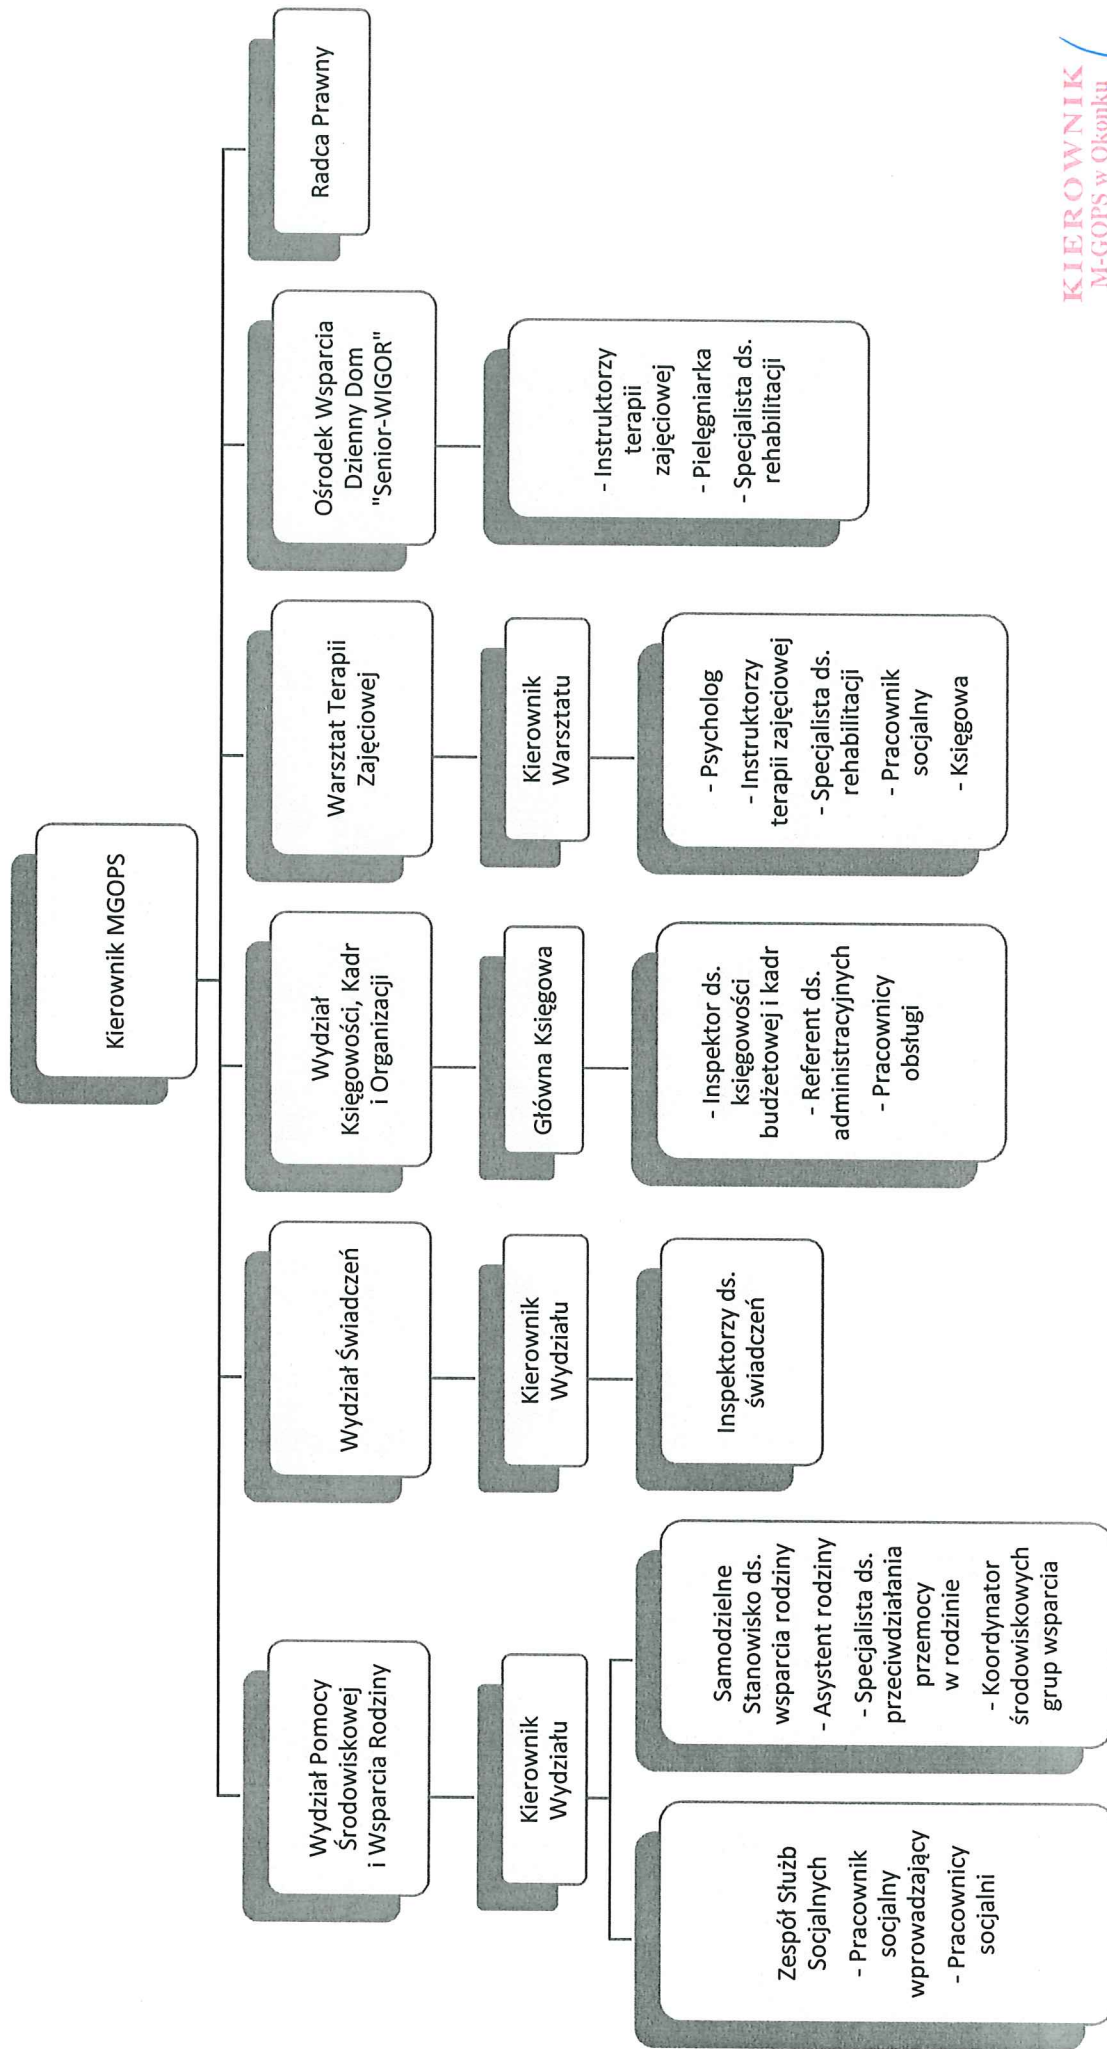 Kierownik MGOPS
Wydział Pomocy
Środowiskowej
i Wsparcia Rodziny
Kierownik
Wydziału
Zespół Służb
Socjalnych
- Pracownik
socjalny
wprowadzający
- Pracownicy
socjalni
Samodzielne
Stanowisko ds.
wsparcia rodziny
- Asystent rodziny
- Specjalista ds.
przeciwdziałania
przemocy
w rodzinie
- Koordynator
środowiskowych
grup wsparcia
Wydział Świadczeń
Kierownik
Wydziału
Inspektorzy ds.
świadczeń
Wydział
Księgowości, Kadr
i Organizacji
Główna Księgowa
- Inspektor ds.
księgowości
budżetowej i kadr
- Referent ds.
administracyjnych
- Pracownicy
obsługi
Warsztat Terapii
Zajęciowej
Kierownik
Warsztatu
- Psycholog
- Instruktorzy
terapii zajęciowej
- Specjalista ds.
rehabilitacji
- Pracownik
socjalny
- Księgowa
Ośrodek Wsparcia
Dzienny Dom
"Senior-WIGOR"
- Instruktorzy
terapii
zajęciowej
- Pielęgniarka
- Specjalista ds.
rehabilitacji
Radca Prawny
KIEROWNIK
M-GOPS w Okonku